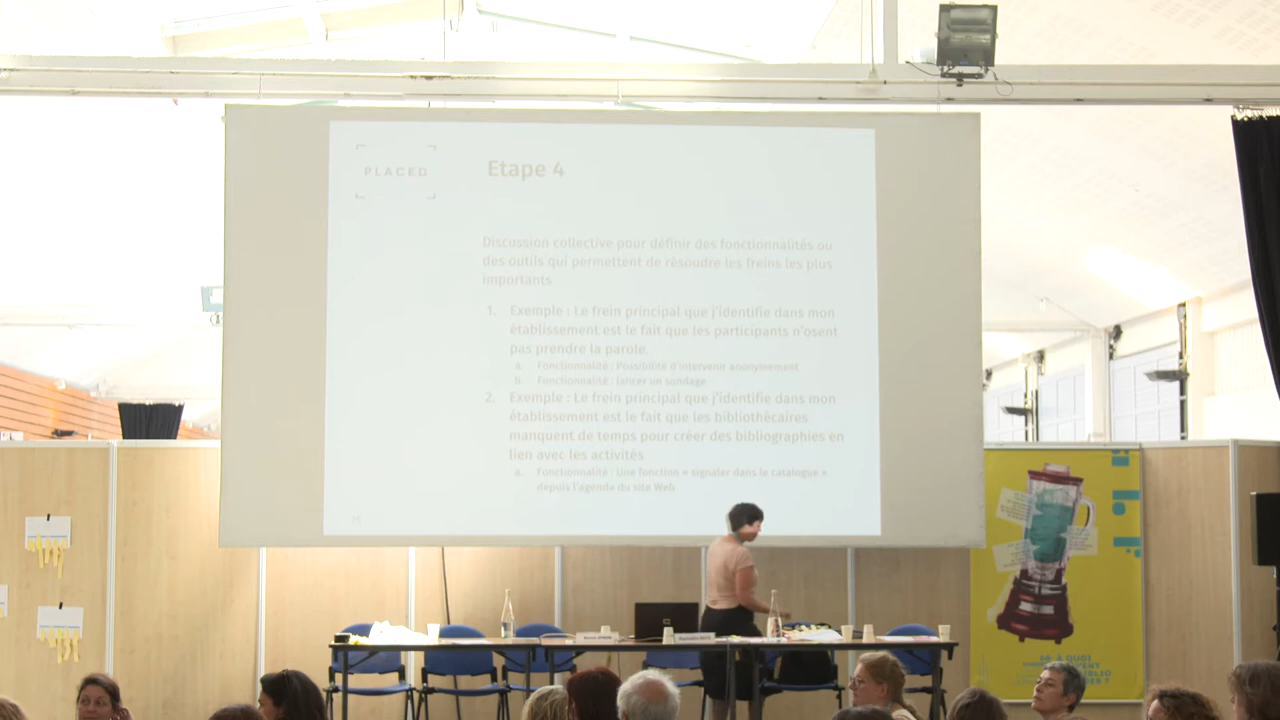 PLACED
Etape 4
Discussion collective pour définir des fonctionnalités ou
des outils qui permettent de résoudre les freins les plus
importants
1. Exemple : Le frein principal que j'identifie dans mon
établissement est le fait que les participants n'osent
pas prendre la parole.
a. Fonctionnalité : Possibilité d'intervenir anonymement
b. Fonctionnalité : lancer un sondage
2. Exemple : Le frein principal que j'identifie dans mon
établissement est le fait que les bibliothécaires
manquent de temps pour créer des bibliographies en
lien avec les activités
a. Fonctionnalité : Une fonction « signaler dans le catalogue »
depuis l'agenda du site Web
À QUOI